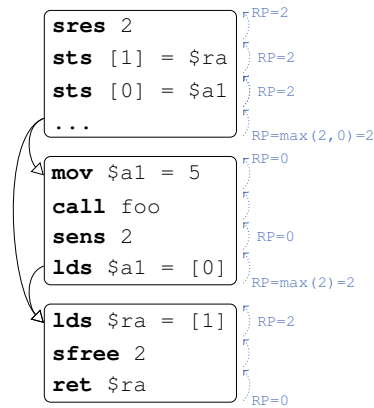 sres 2
RP=2
sts [1] = $ra
RP=2
sts [0] = $a1
RP=2
...
RP=max(2,0)=2
RP=0
mov $a1 = 5
call foo
sens 2
RP=0
lds $a1 = [0]
RP=max(2)=2
lds $ra = [1]
RP=2
sfree 2
ret $ra
RP=0